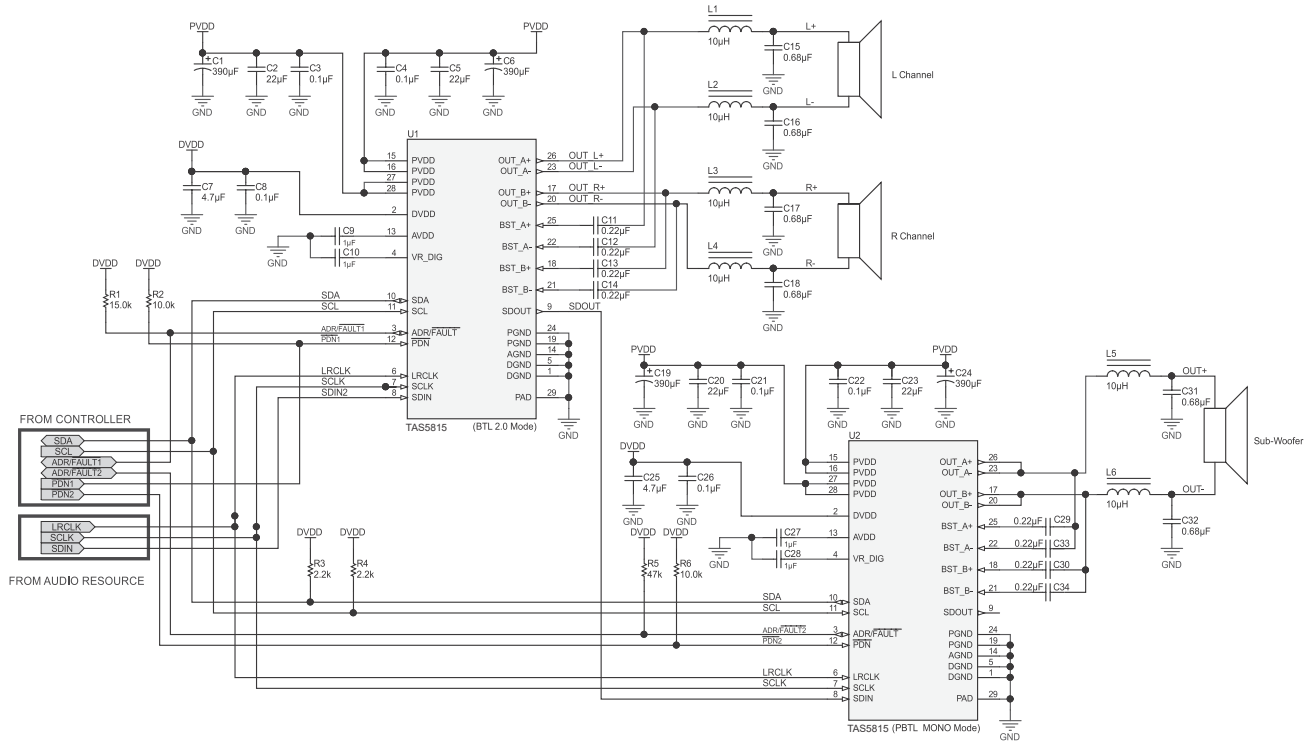 PVDD
C1
390µF
C2
22µF
C3
0.1µF
GND
GND
GND
PVDD
C4
0.1µF
C5
22µF
C6
390µF
GND
GND
GND
L1
10µH
L+
C15
0.68µF
GND
L Channel
L2
10µH
L-
C16
0.68µF
GND
DVDD
C7
4.7µF
C8
0.1µF
GND
GND
U1
15 PVDD
16 PVDD
27 PVDD
28 PVDD
2 DVDD
13 AVDD
4 VR_DIG
10 SDA
11 SCL
3 ADR/FAULT
12 PDN
6 LRCLK
7 SCLK
8 SDIN
OUT_A+ 26 OUT L+
OUT_A- 23 OUT L-
OUT_B+ 17 OUT R+
OUT_B- 20 OUT R-
BST_A+ 25
BST_A- 22
BST_B+ 18
BST_B- 21
SDOUT 9 SDOUT
PGND 24
PGND 19
AGND 14
DGND 5
DGND 1
PAD 29
GND
TAS5815 (BTL 2.0 Mode)
C9
1µF
C10
1µF
GND
C11
0.22µF
C12
0.22µF
C13
0.22µF
C14
0.22µF
L3
10µH
R+
C17
0.68µF
GND
R Channel
L4
10µH
R-
C18
0.68µF
GND
DVDD
R1
15.0k
DVDD
R2
10.0k
SDA
SCL
ADR/FAULT1
PDN1
LRCLK
SCLK
SDIN2
FROM CONTROLLER
SDA
SCL
ADR/FAULT1
ADR/FAULT2
PDN1
PDN2
LRCLK
SCLK
SDIN
FROM AUDIO RESOURCE
PVDD
C19
390µF
C20
22µF
C21
0.1µF
GND
GND
GND
PVDD
C22
0.1µF
C23
22µF
C24
390µF
GND
GND
GND
L5
10µH
OUT+
C31
0.68µF
GND
Sub-Woofer
L6
10µH
OUT-
C32
0.68µF
GND
DVDD
C25
4.7µF
C26
0.1µF
GND
GND
DVDD
R3
2.2k
DVDD
R4
2.2k
DVDD
R5
47k
DVDD
R6
10.0k
GND
C27
1µF
C28
1µF
SDA
SCL
ADR/FAULT2
PDN2
LRCLK
SCLK
U2
15 PVDD
16 PVDD
27 PVDD
28 PVDD
2 DVDD
13 AVDD
4 VR_DIG
10 SDA
11 SCL
3 ADR/FAULT
12 PDN
6 LRCLK
7 SCLK
8 SDIN
OUT_A+ 26
OUT_A- 23
OUT_B+ 17
OUT_B- 20
BST_A+ 25 0.22µF C29
BST_A- 22 0.22µF C33
BST_B+ 18 0.22µF C30
BST_B- 21 0.22µF C34
SDOUT 9
PGND 24
PGND 19
AGND 14
DGND 5
DGND 1
PAD 29
GND
TAS5815 (PBTL MONO Mode)